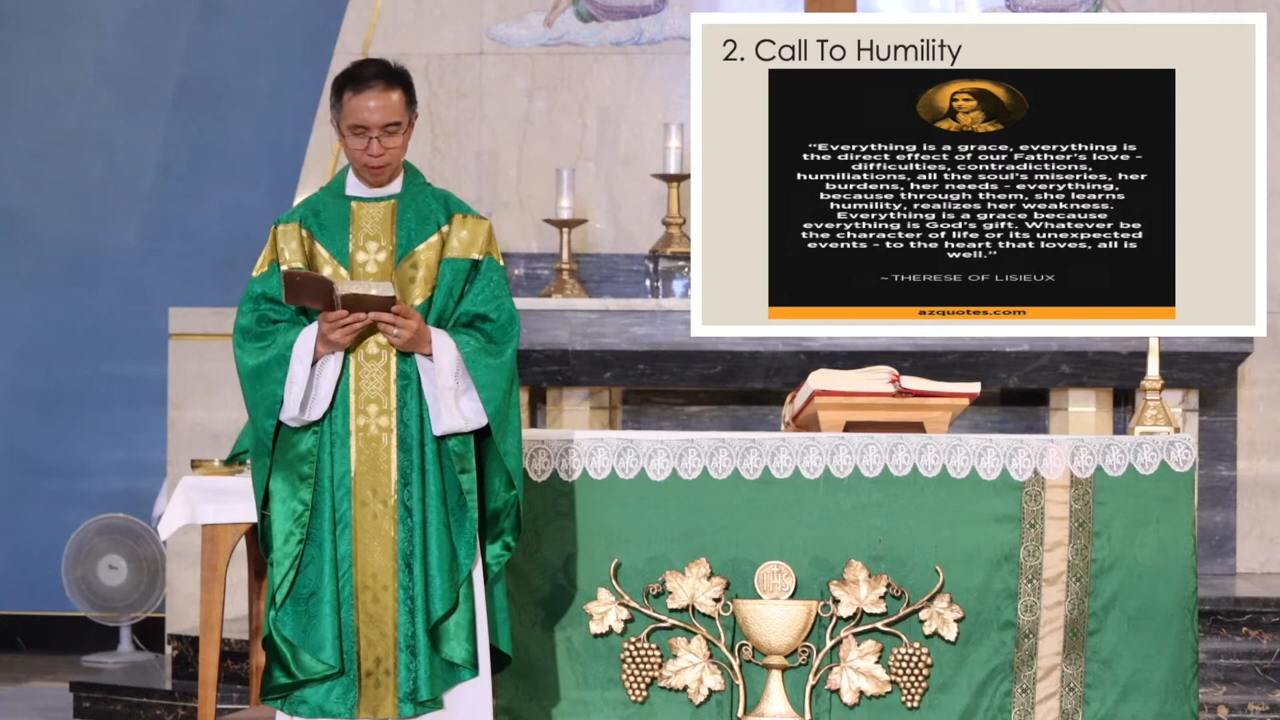 2. Call To Humility
“Everything is a grace, everything is
the direct effect of our Father's love -
difficulties, contradictions,
humiliations, all the soul's miseries, her
burdens, her needs - everything,
because through them, she learns
humility, realizes her weakness.
Everything is a grace because
everything is God's gift. Whatever be
the character of life or its unexpected
events - to the heart that loves, all is
well.”
~ THERESE OF LISIEUX
azquotes.com
IHS